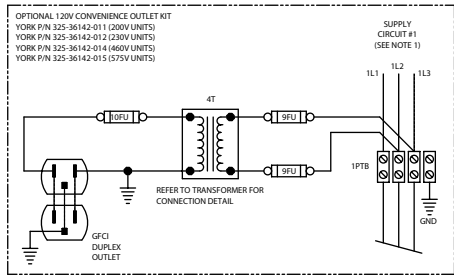 OPTIONAL 120V CONVENIENCE OUTLET KIT
YORK P/N 325-36142-011 (200V UNITS)
YORK P/N 325-36142-012 (230V UNITS)
YORK P/N 325-36142-014 (460V UNITS)
YORK P/N 325-36142-015 (575V UNITS)
SUPPLY
CIRCUIT #1
(SEE NOTE 1)
1L1
1L2
1L3
4T
10FU
9FU
9FU
1PTB
REFER TO TRANSFORMER FOR
CONNECTION DETAIL
GND
GFCI
DUPLEX
OUTLET